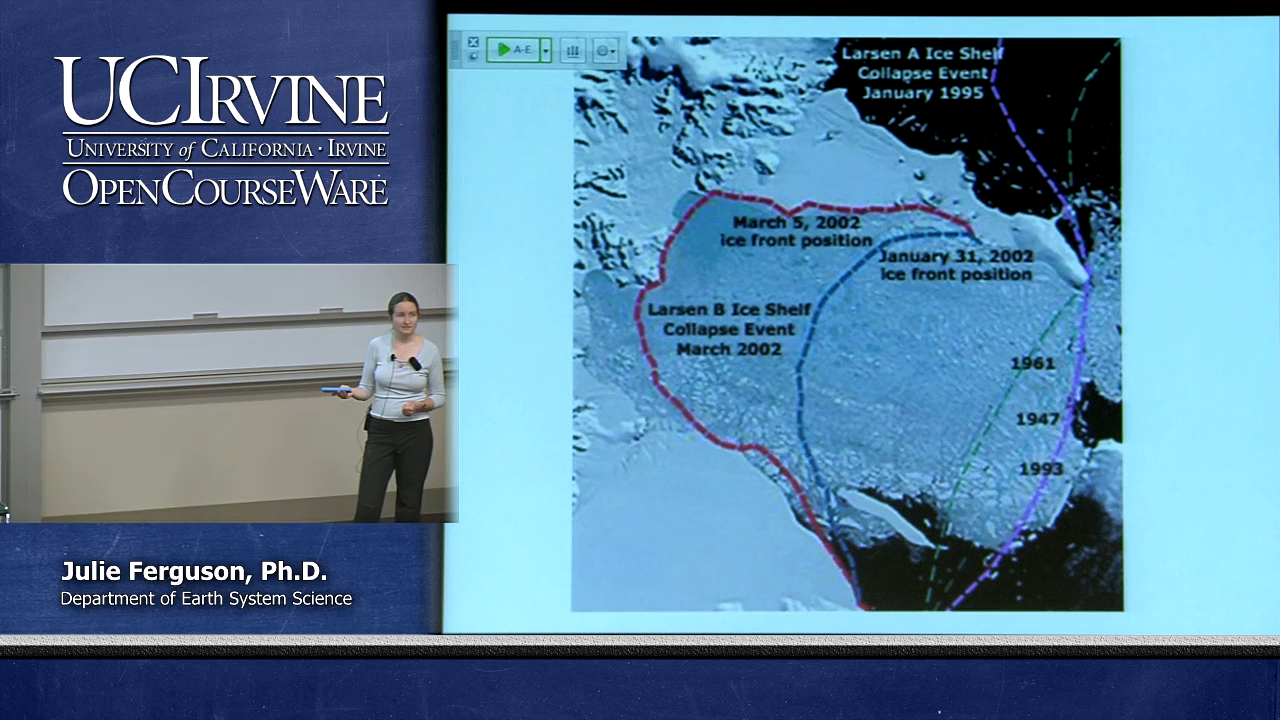 UCIRVINE
UNIVERSITY of CALIFORNIA · IRVINE
OPENCOURSEWARE
Julie Ferguson, Ph.D.
Department of Earth System Science
A-E
Larsen A Ice Shelf
Collapse Event
January 1995
March 5, 2002
ice front position
January 31, 2002
ice front position
Larsen B Ice Shelf
Collapse Event
March 2002
1961
1947
1993